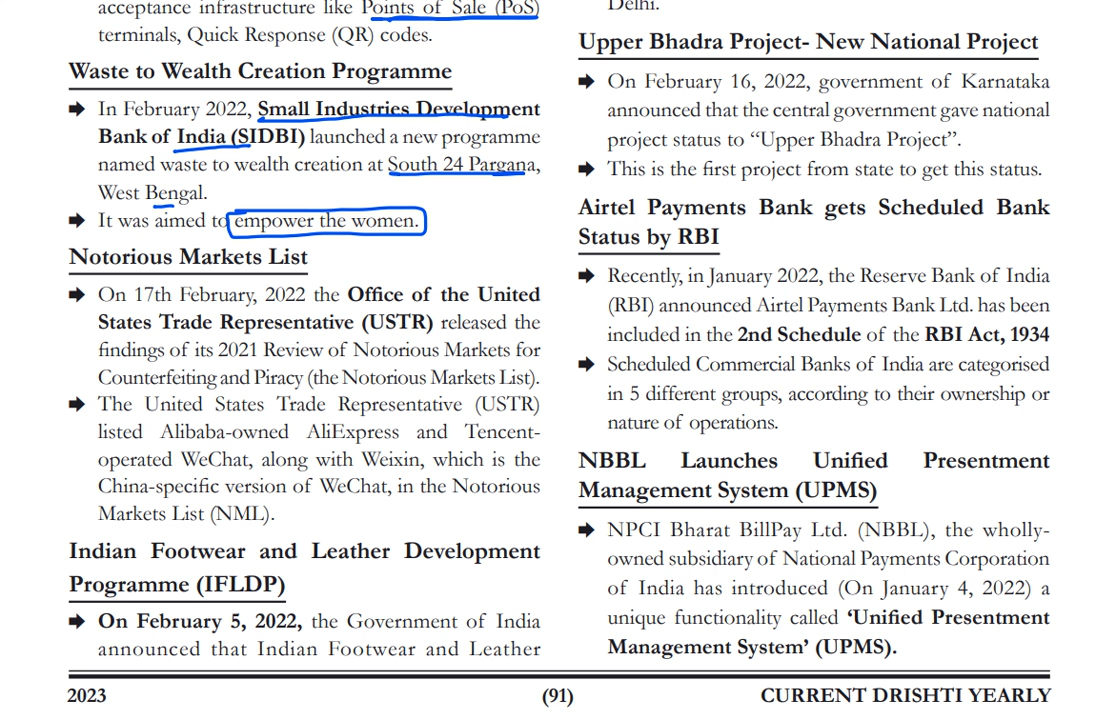 acceptance infrastructure like Points of Sale (PoS)
terminals, Quick Response (QR) codes.
Waste to Wealth Creation Programme
➡ In February 2022, Small Industries Development
Bank of India (SIDBI) launched a new programme
named waste to wealth creation at South 24 Pargana,
West Bengal.
➡ It was aimed to empower the women.
Notorious Markets List
➡ On 17th February, 2022 the Office of the United
States Trade Representative (USTR) released the
findings of its 2021 Review of Notorious Markets for
Counterfeiting and Piracy (the Notorious Markets List).
➡ The United States Trade Representative (USTR)
listed Alibaba-owned AliExpress and Tencent-
operated WeChat, along with Weixin, which is the
China-specific version of WeChat, in the Notorious
Markets List (NML).
Indian Footwear and Leather Development
Programme (IFLDP)
➡ On February 5, 2022, the Government of India
announced that Indian Footwear and Leather
Delhi.
Upper Bhadra Project- New National Project
➡ On February 16, 2022, government of Karnataka
announced that the central government gave national
project status to “Upper Bhadra Project”.
➡ This is the first project from state to get this status.
Airtel Payments Bank gets Scheduled Bank
Status by RBI
➡ Recently, in January 2022, the Reserve Bank of India
(RBI) announced Airtel Payments Bank Ltd. has been
included in the 2nd Schedule of the RBI Act, 1934
➡ Scheduled Commercial Banks of India are categorised
in 5 different groups, according to their ownership or
nature of operations.
NBBL Launches Unified Presentment
Management System (UPMS)
➡ NPCI Bharat BillPay Ltd. (NBBL), the wholly-
owned subsidiary of National Payments Corporation
of India has introduced (On January 4, 2022) a
unique functionality called ‘Unified Presentment
Management System’ (UPMS).
2023 (91) CURRENT DRISHTI YEARLY